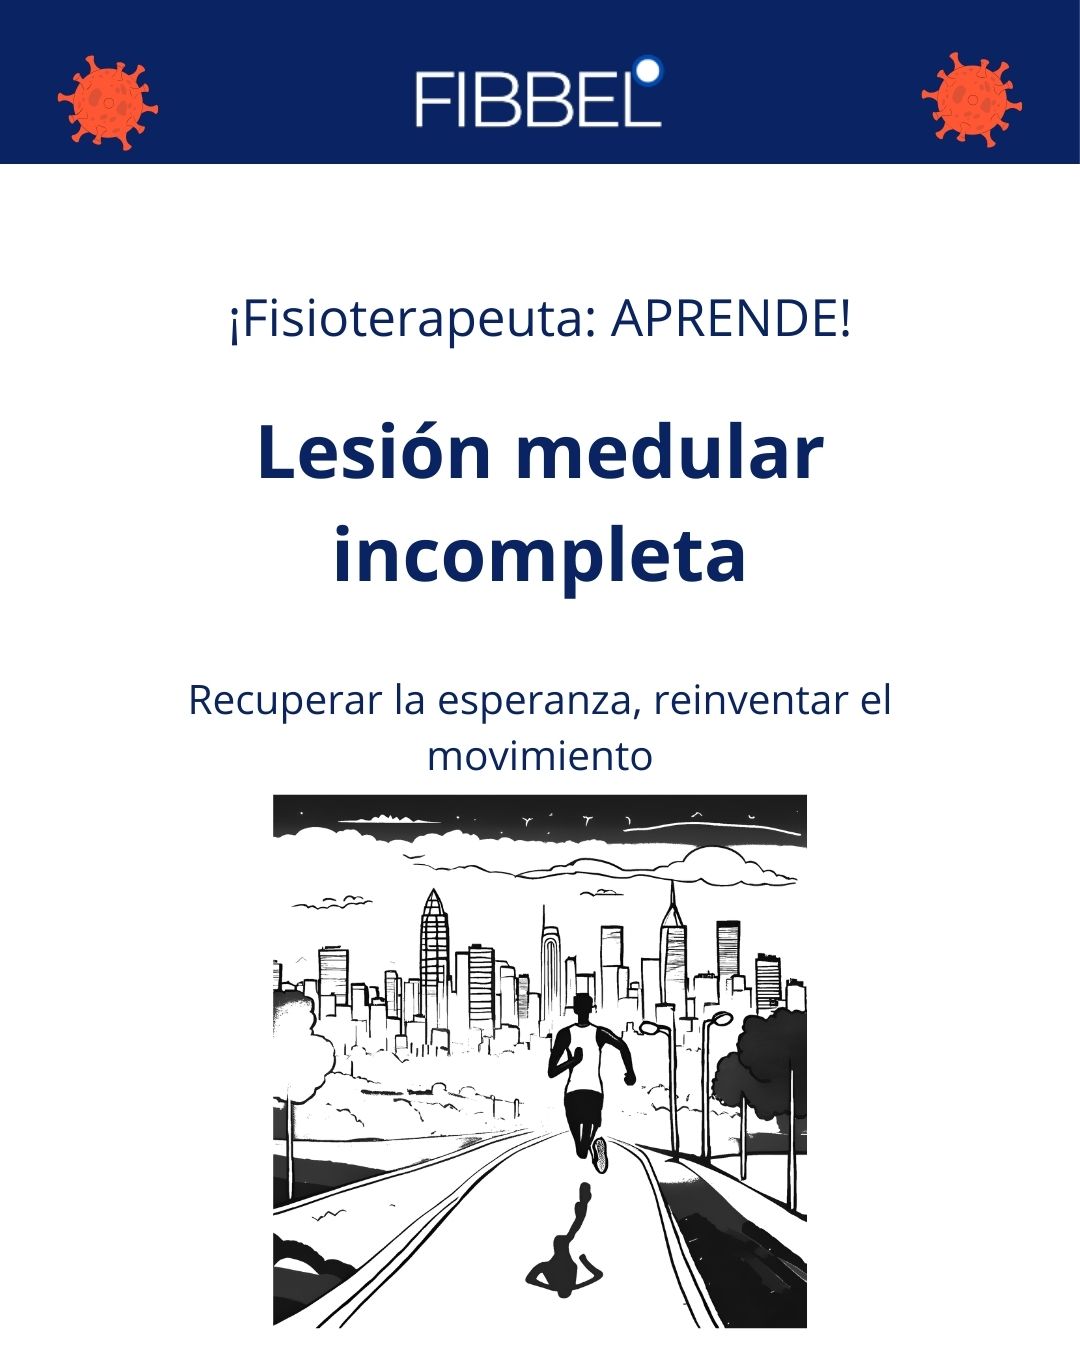 FIBBEL
¡Fisioterapeuta: APRENDE!
Lesión medular
incompleta
Recuperar la esperanza, reinventar el
movimiento